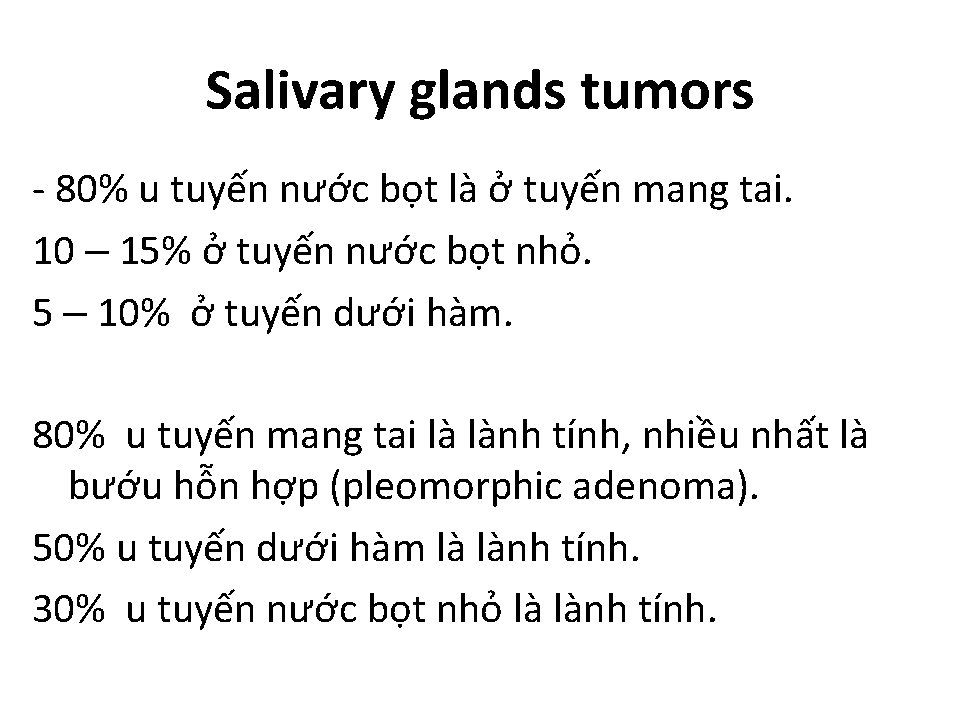 Salivary glands tumors
- 80% u tuyến nước bọt là ở tuyến mang tai.
10 – 15% ở tuyến nước bọt nhỏ.
5 – 10%  ở tuyến dưới hàm.
80%  u tuyến mang tai là lành tính, nhiều nhất là
bướu hỗn hợp (pleomorphic adenoma).
50% u tuyến dưới hàm là lành tính.
30%  u tuyến nước bọt nhỏ là lành tính.